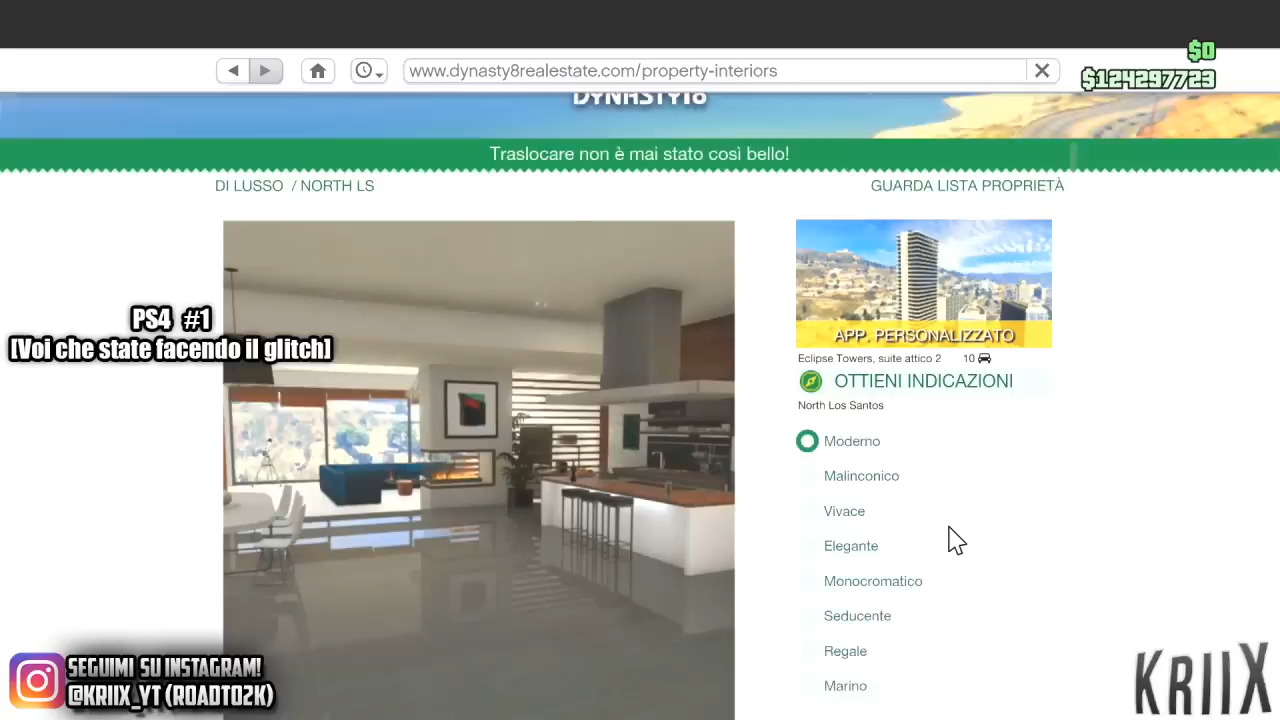 $0
www.dynasty8realestate.com/property-interiors
$124297723
DYNASTY8
Traslocare non è mai stato così bello!
DI LUSSO / NORTH LS
GUARDA LISTA PROPRIETÀ
PS4 #1
[Voi che state facendo il glitch]
APP. PERSONALIZZATO
Eclipse Towers, suite attico 2 10
OTTIENI INDICAZIONI
North Los Santos
Moderno
Malinconico
Vivace
Elegante
Monocromatico
Seducente
Regale
Marino
SEGUIMI SU INSTAGRAM!
@KRIIX_YT (ROADTO2K)
KRIIX